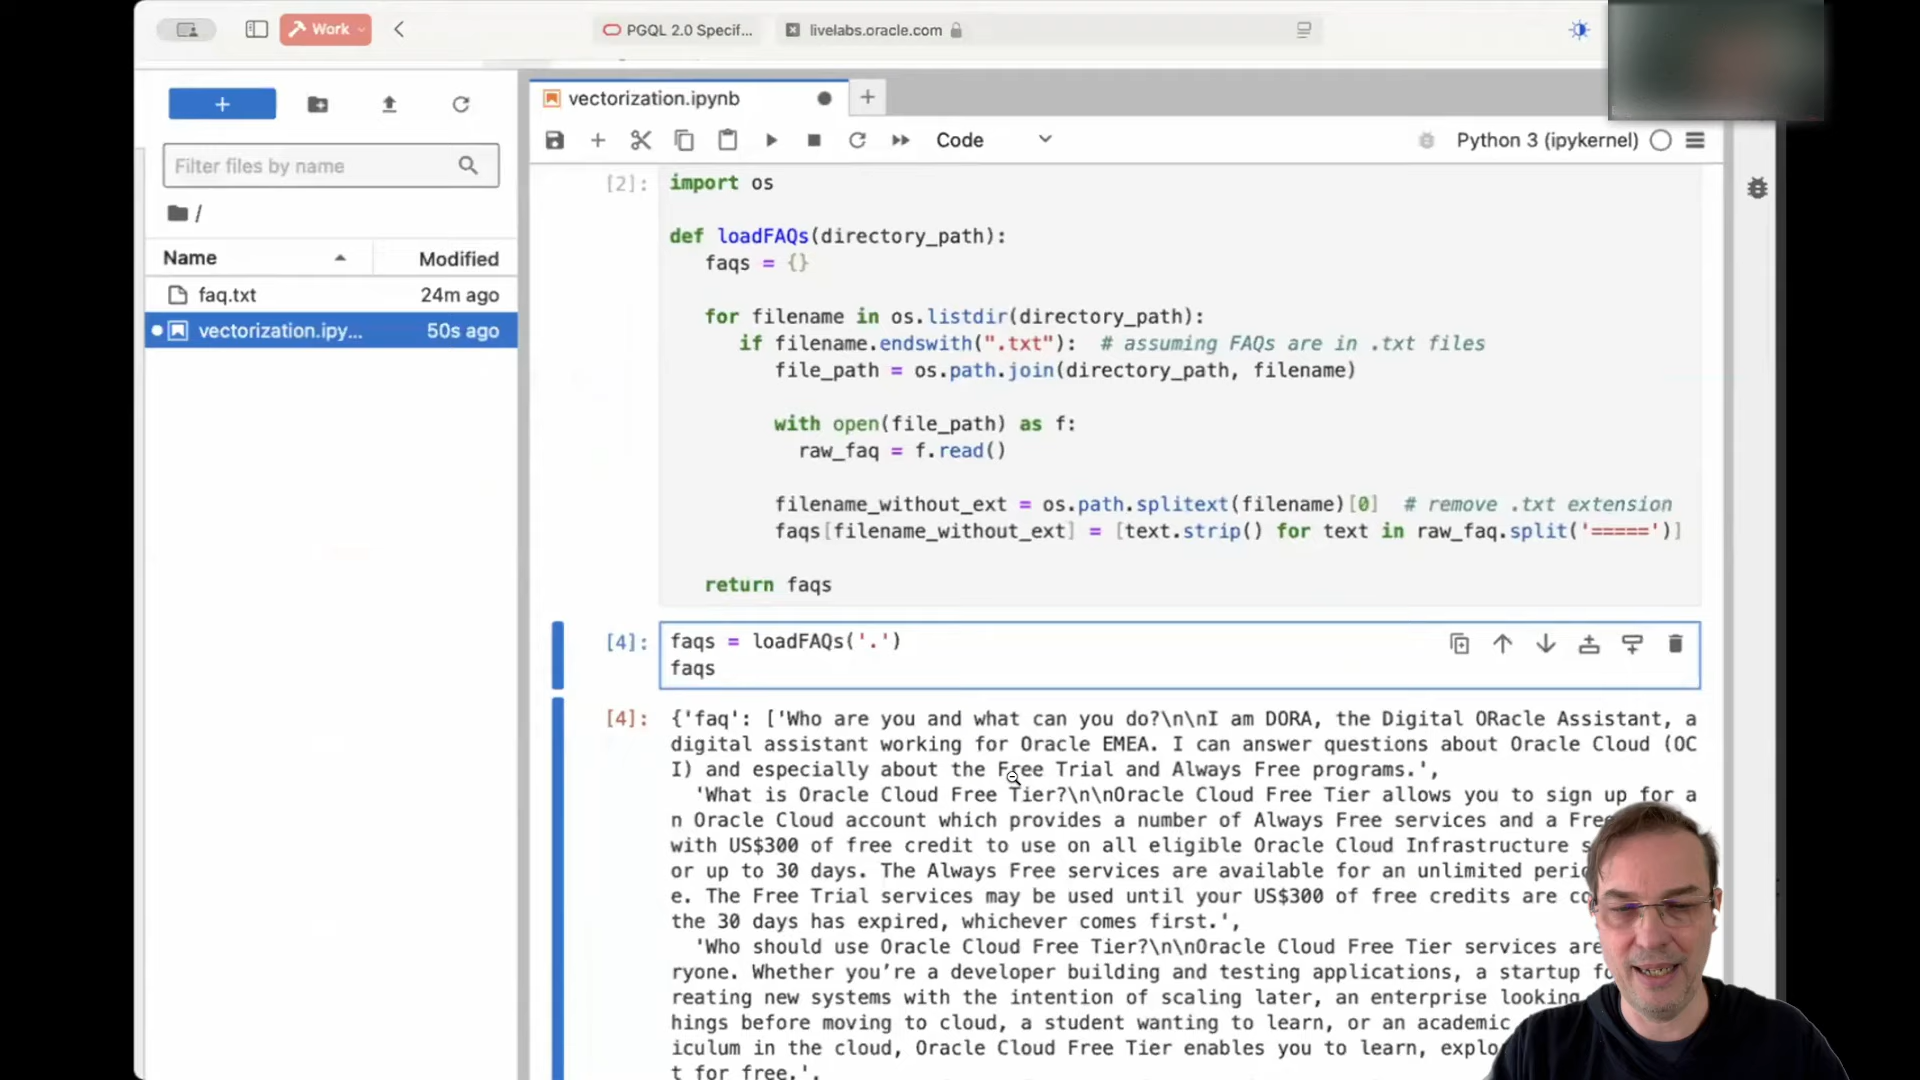 Work
PGQL 2.0 Specif...
livelabs.oracle.com
vectorization.ipynb
Filter files by name
Code
Python 3 (ipykernel)
/
Name
Modified
faq.txt
24m ago
vectorization.ipy...
50s ago
[2]:
import os
def loadFAQs(directory_path):
faqs = {}
for filename in os.listdir(directory_path):
if filename.endswith(".txt"):  # assuming FAQs are in .txt files
file_path = os.path.join(directory_path, filename)
with open(file_path) as f:
raw_faq = f.read()
filename_without_ext = os.path.splitext(filename)[0]  # remove .txt extension
faqs[filename_without_ext] = [text.strip() for text in raw_faq.split('=====')]
return faqs
[4]:
faqs = loadFAQs('.')
faqs
[4]:
{'faq': ['Who are you and what can you do?\n\nI am DORA, the Digital ORacle Assistant, a
digital assistant working for Oracle EMEA. I can answer questions about Oracle Cloud (OC
I) and especially about the Free Trial and Always Free programs.',
'What is Oracle Cloud Free Tier?\n\nOracle Cloud Free Tier allows you to sign up for a
n Oracle Cloud account which provides a number of Always Free services and a Free
with US$300 of free credit to use on all eligible Oracle Cloud Infrastructure s
or up to 30 days. The Always Free services are available for an unlimited peri
e. The Free Trial services may be used until your US$300 of free credits are co
the 30 days has expired, whichever comes first.',
'Who should use Oracle Cloud Free Tier?\n\nOracle Cloud Free Tier services are
ryone. Whether you’re a developer building and testing applications, a startup fo
reating new systems with the intention of scaling later, an enterprise looking
hings before moving to cloud, a student wanting to learn, or an academic
iculum in the cloud, Oracle Cloud Free Tier enables you to learn, explo
t for free.',